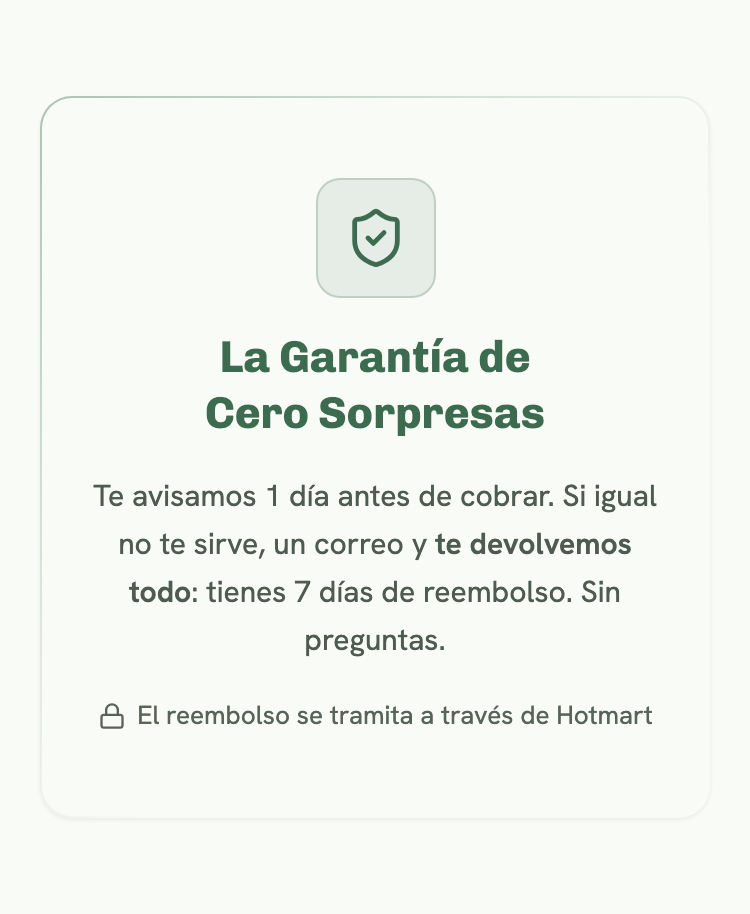 La Garantía de
Cero Sorpresas
Te avisamos 1 día antes de cobrar. Si igual
no te sirve, un correo y te devolvemos
todo: tienes 7 días de reembolso. Sin
preguntas.
El reembolso se tramita a través de Hotmart